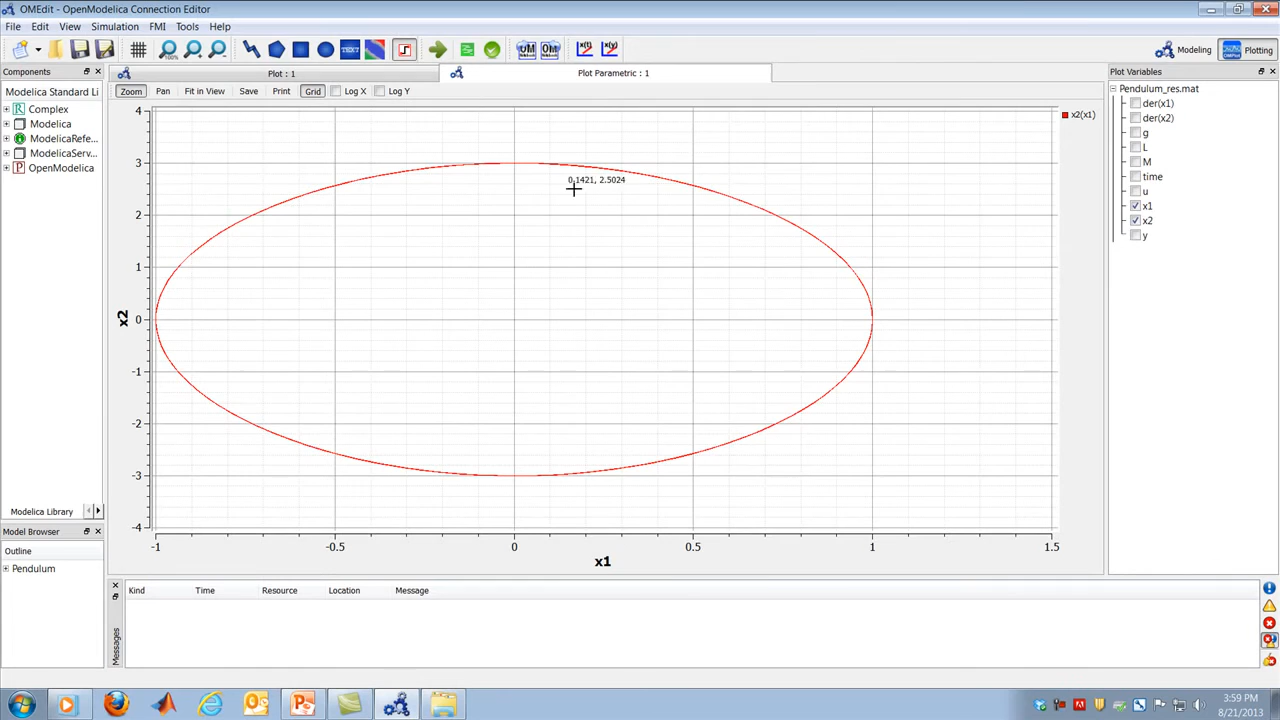 OMEdit - OpenModelica Connection Editor
File Edit View Simulation FMI Tools Help
100%
TEXT
UM OM x(t) x(y)
Modeling
Plotting
Components
Plot : 1
Plot Parametric : 1
Plot Variables
Modelica Standard Li
Complex
Modelica
ModelicaRefe...
ModelicaServ...
OpenModelica
Zoom Pan Fit in View Save Print Grid Log X Log Y
x2(x1)
4
3
2
1
0
-1
-2
-3
-4
x2
0.1421, 2.5024
-1 -0.5 0 0.5 1 1.5
x1
Pendulum_res.mat
der(x1)
der(x2)
g
L
M
time
u
x1
x2
y
Modelica Library
Model Browser
Outline
Pendulum
Messages
Kind Time Resource Location Message
3:59 PM
8/21/2013